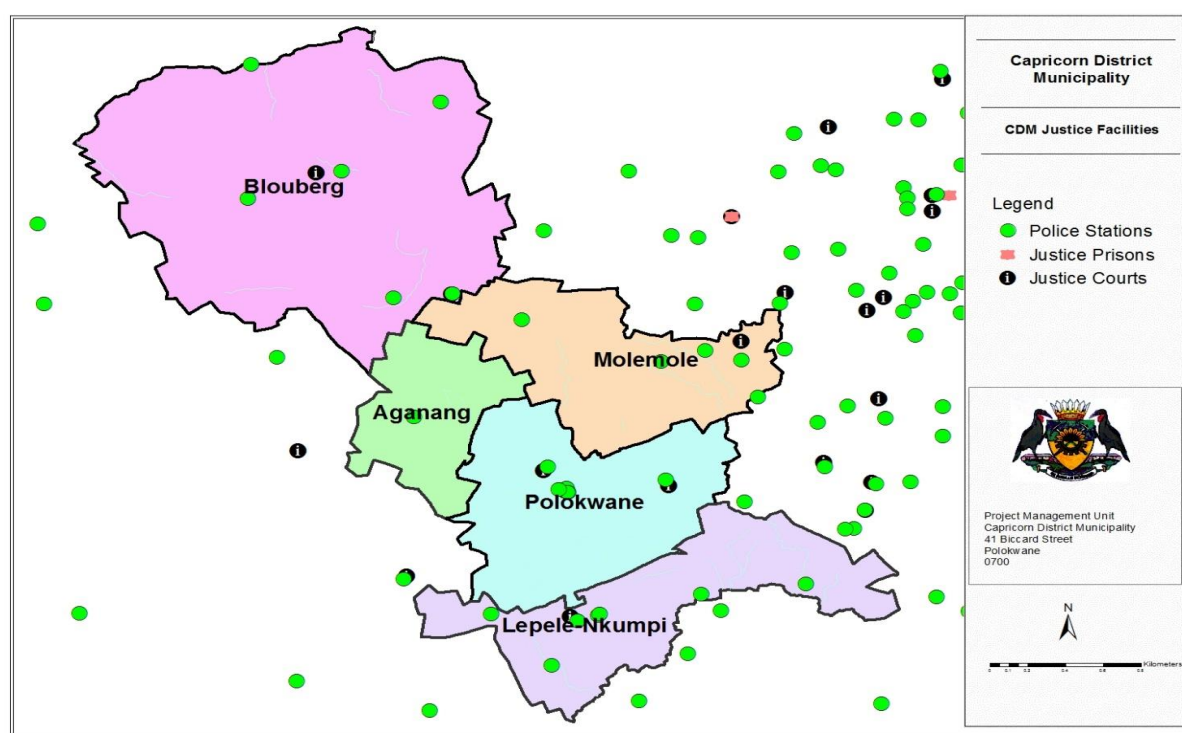 Capricorn District
Municipality
CDM Justice Facilities
Legend
Police Stations
Justice Prisons
Justice Courts
Blouberg
Molemole
Aganang
Polokwane
Lepele-Nkumpi
Project Management Unit
Capricorn District Municipality
41 Biccard Street
Polokwane
0700
N
Kilometers